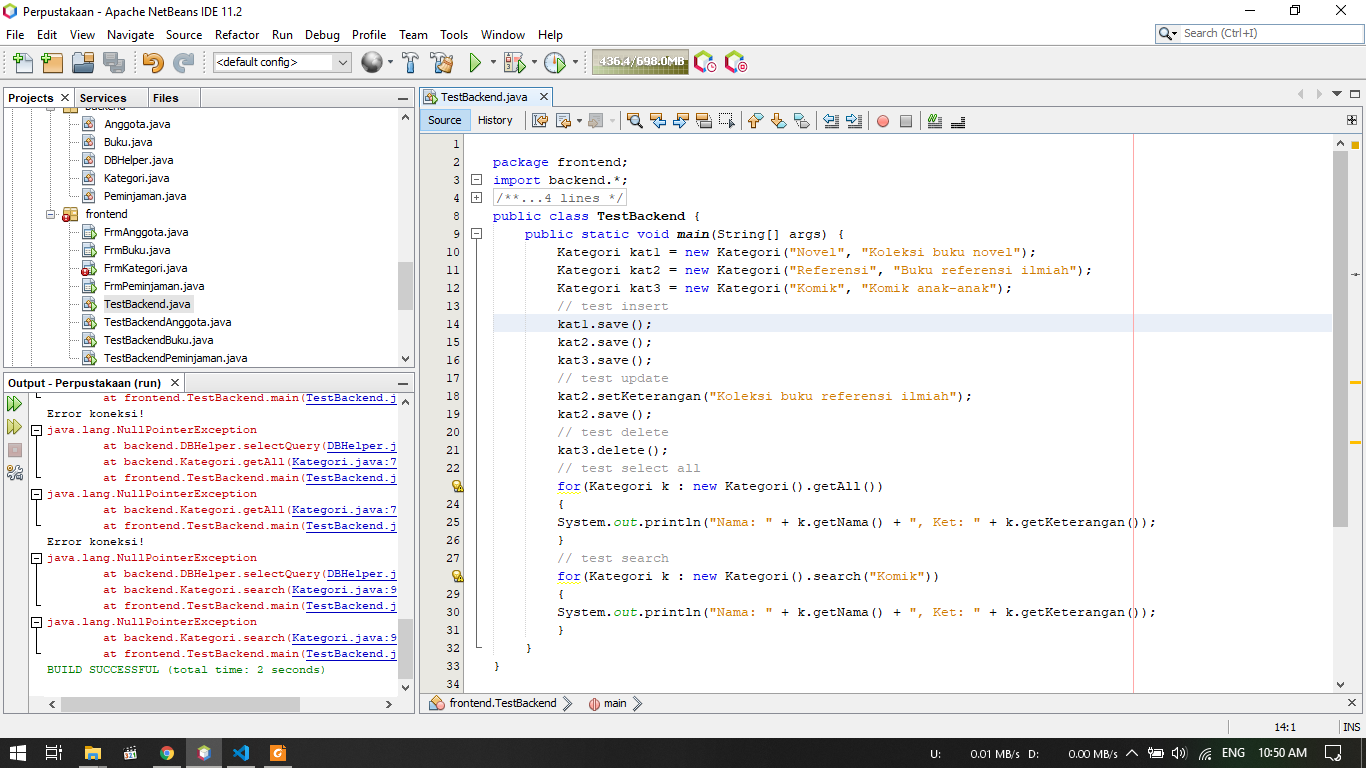 Perpustakaan - Apache NetBeans IDE 11.2
File Edit View Navigate Source Refactor Run Debug Profile Team Tools Window Help
Search (Ctrl+I)
<default config>
436.4/698.0MB
Projects Services Files
backend
Anggota.java
Buku.java
DBHelper.java
Kategori.java
Peminjaman.java
frontend
FrmAnggota.java
FrmBuku.java
FrmKategori.java
FrmPeminjaman.java
TestBackend.java
TestBackendAnggota.java
TestBackendBuku.java
TestBackendPeminjaman.java
Output - Perpustakaan (run)
at frontend.TestBackend.main(TestBackend.j
Error koneksi!
java.lang.NullPointerException
at backend.DBHelper.selectQuery(DBHelper.j
at backend.Kategori.getAll(Kategori.java:7
at frontend.TestBackend.main(TestBackend.j
java.lang.NullPointerException
at backend.Kategori.getAll(Kategori.java:7
at frontend.TestBackend.main(TestBackend.j
Error koneksi!
java.lang.NullPointerException
at backend.DBHelper.selectQuery(DBHelper.j
at backend.Kategori.search(Kategori.java:9
at frontend.TestBackend.main(TestBackend.j
java.lang.NullPointerException
at backend.Kategori.search(Kategori.java:9
at frontend.TestBackend.main(TestBackend.j
BUILD SUCCESSFUL (total time: 2 seconds)
TestBackend.java
Source History
1
2 package frontend;
3 import backend.*;
4 /**...4 lines */
8 public class TestBackend {
9 public static void main(String[] args) {
10 Kategori kat1 = new Kategori("Novel", "Koleksi buku novel");
11 Kategori kat2 = new Kategori("Referensi", "Buku referensi ilmiah");
12 Kategori kat3 = new Kategori("Komik", "Komik anak-anak");
13 // test insert
14 kat1.save();
15 kat2.save();
16 kat3.save();
17 // test update
18 kat2.setKeterangan("Koleksi buku referensi ilmiah");
19 kat2.save();
20 // test delete
21 kat3.delete();
22 // test select all
for(Kategori k : new Kategori().getAll())
24 {
25 System.out.println("Nama: " + k.getNama() + ", Ket: " + k.getKeterangan());
26 }
27 // test search
for(Kategori k : new Kategori().search("Komik"))
29 {
30 System.out.println("Nama: " + k.getNama() + ", Ket: " + k.getKeterangan());
31 }
32 }
33 }
34
frontend.TestBackend main
14:1 INS
U: 0.01 MB/s D: 0.00 MB/s ENG 10:50 AM